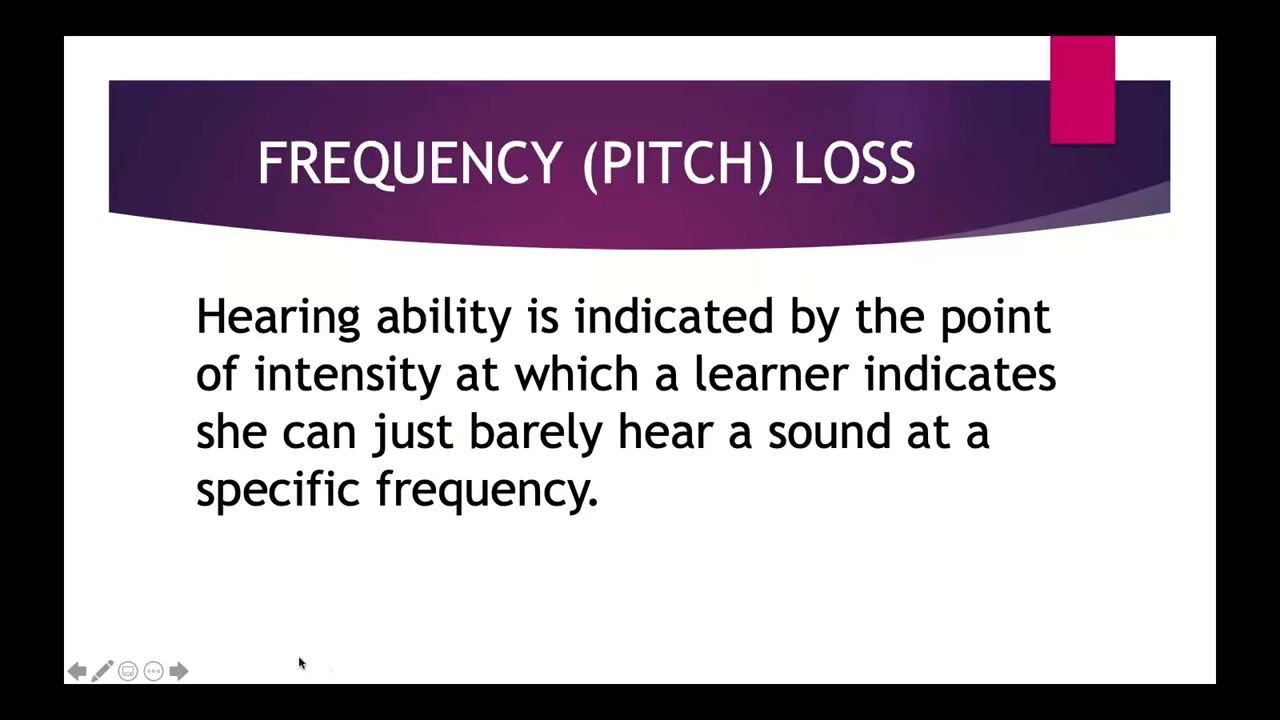 FREQUENCY (PITCH) LOSS
Hearing ability is indicated by the point
of intensity at which a learner indicates
she can just barely hear a sound at a
specific frequency.